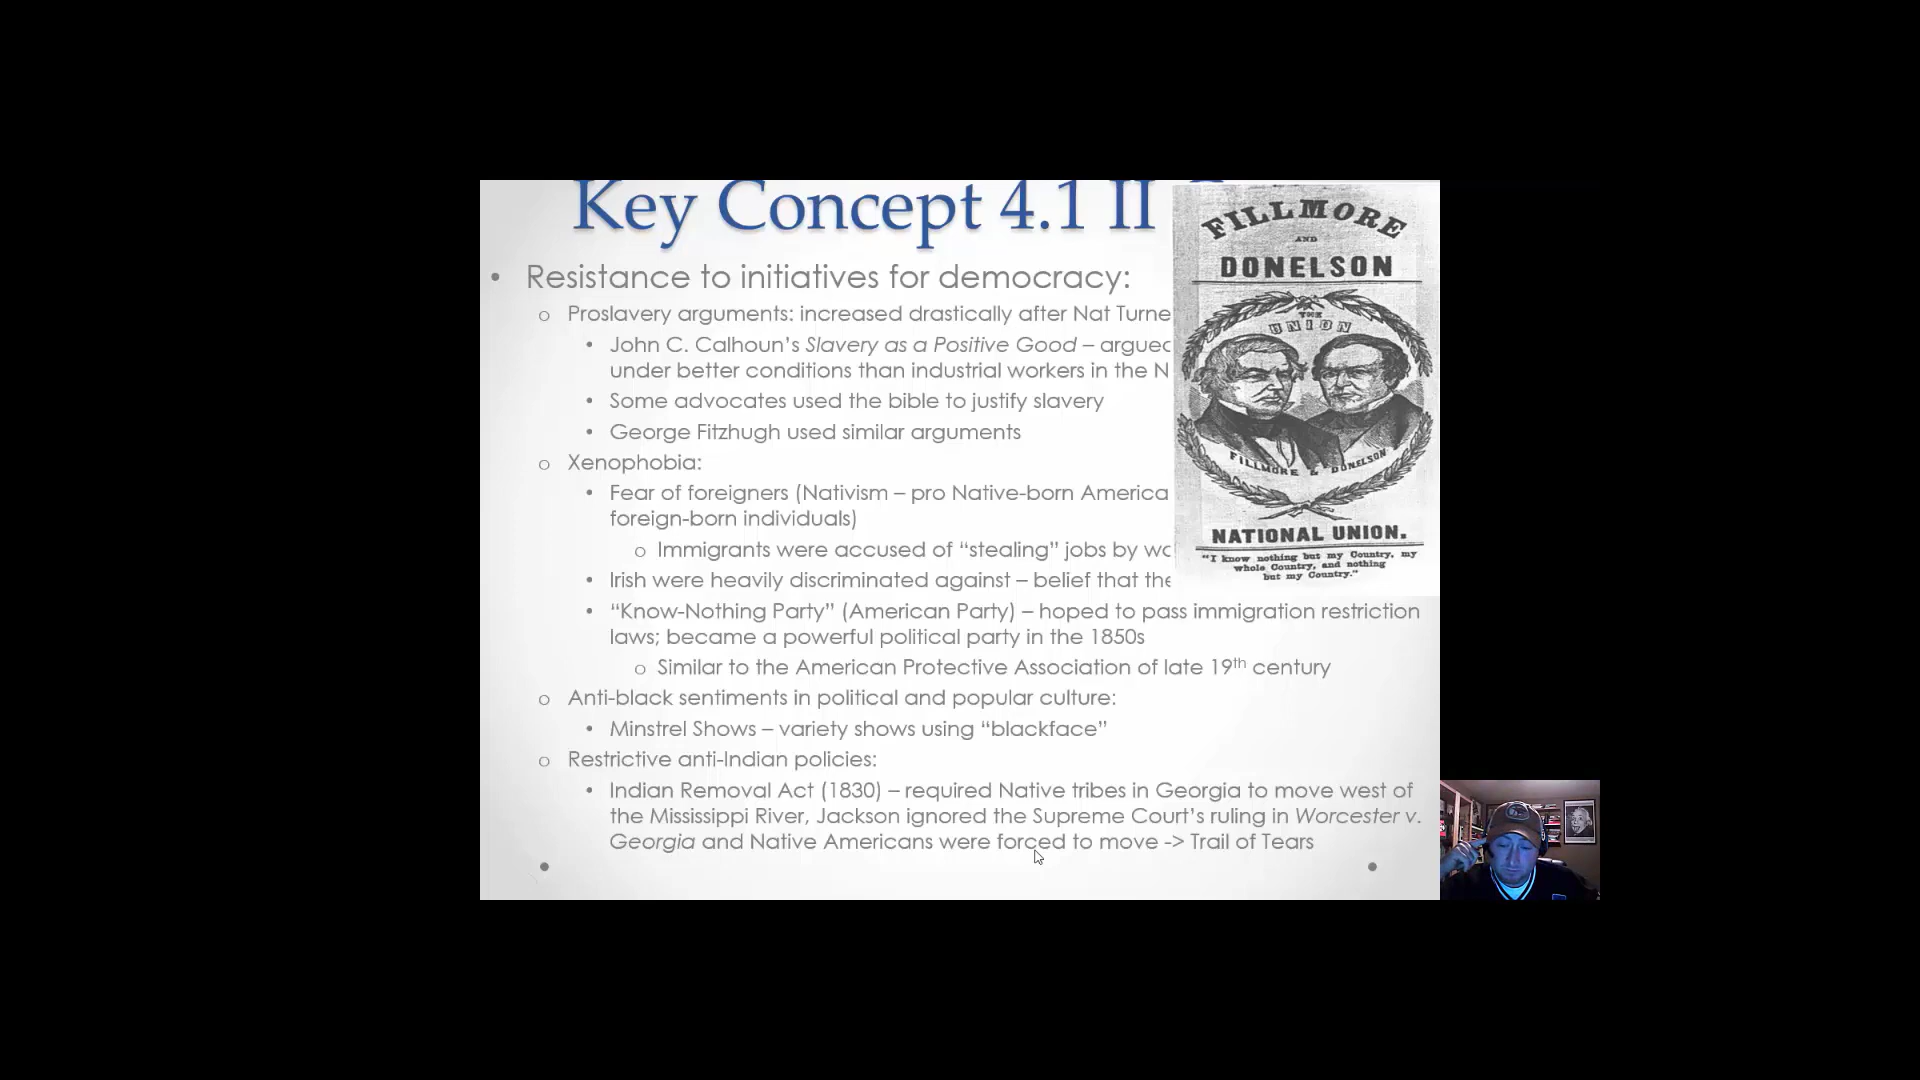 Key Concept 4.1 II
Resistance to initiatives for democracy:
Proslavery arguments: increased drastically after Nat Turne
John C. Calhoun’s Slavery as a Positive Good – argued
under better conditions than industrial workers in the N
Some advocates used the bible to justify slavery
George Fitzhugh used similar arguments
Xenophobia:
Fear of foreigners (Nativism – pro Native-born America
foreign-born individuals)
Immigrants were accused of “stealing” jobs by wo
Irish were heavily discriminated against – belief that the
“Know-Nothing Party” (American Party) – hoped to pass immigration restriction
laws; became a powerful political party in the 1850s
Similar to the American Protective Association of late 19th century
Anti-black sentiments in political and popular culture:
Minstrel Shows – variety shows using “blackface”
Restrictive anti-Indian policies:
Indian Removal Act (1830) – required Native tribes in Georgia to move west of
the Mississippi River, Jackson ignored the Supreme Court’s ruling in Worcester v.
Georgia and Native Americans were forced to move -> Trail of Tears
FILLMORE
AND
DONELSON
THE
UNION
FILLMORE & DONELSON
NATIONAL UNION.
“I know nothing but my Country, my
whole Country, and nothing
but my Country.”